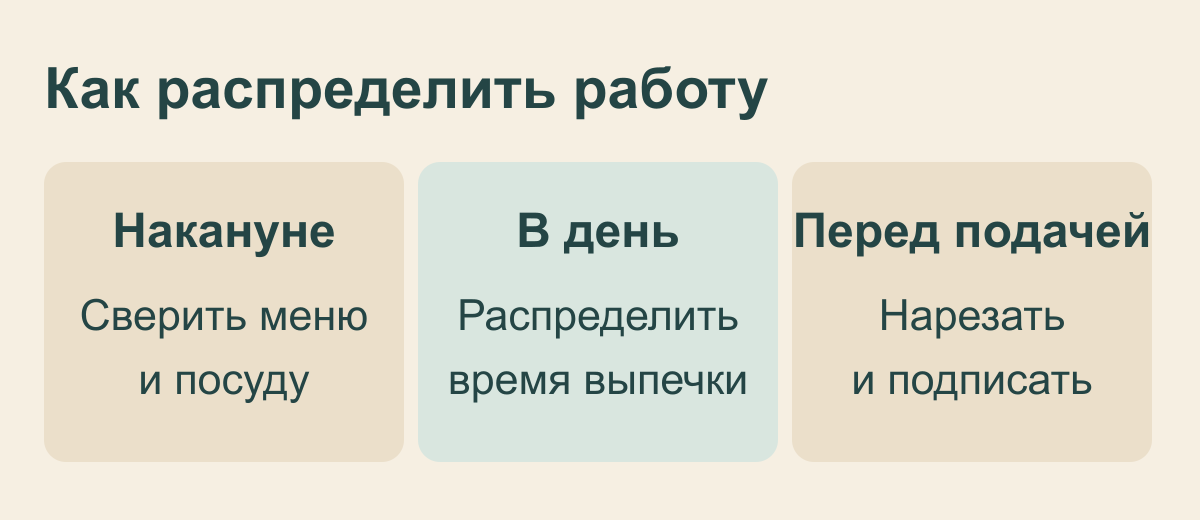 Как распределить работу
Накануне
Сверить меню
и посуду
В день
Распределить
время выпечки
Перед подачей
Нарезать
и подписать